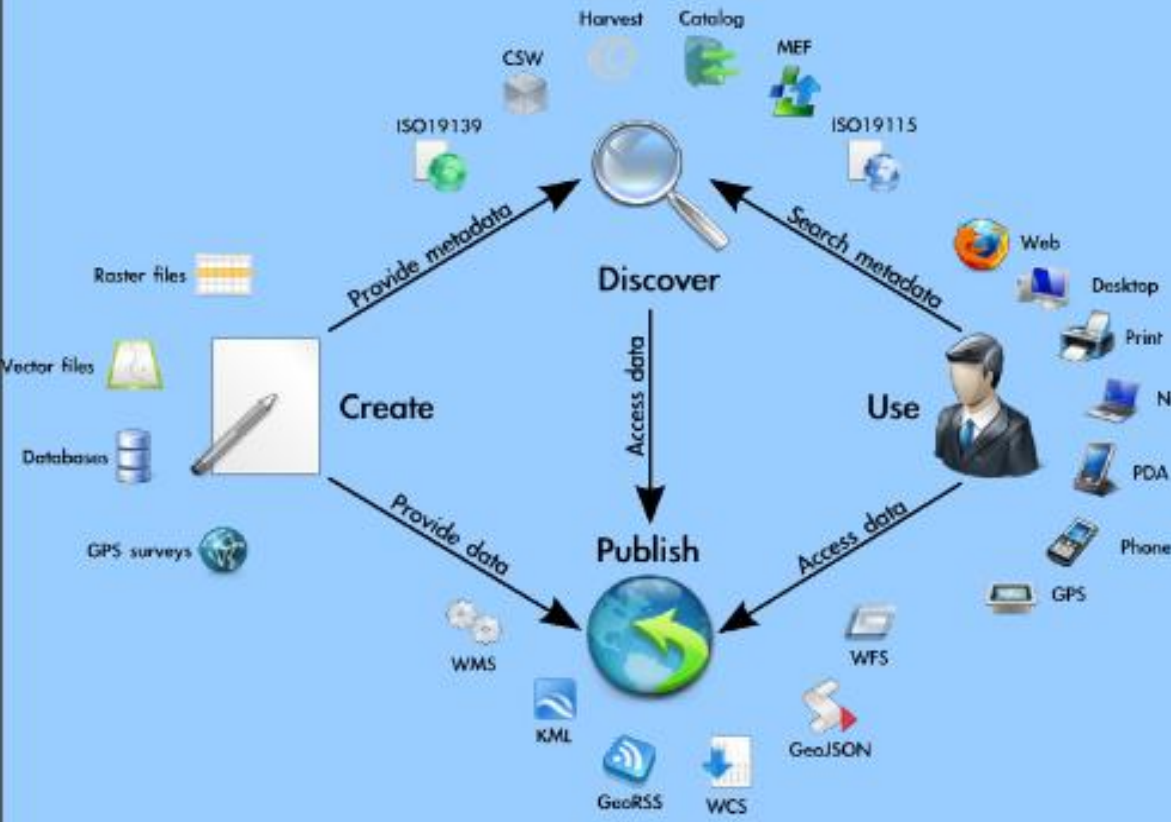 Harvest
Catalog
CSW
MEF
ISO19139
ISO19115
Provide metadata
Search metadata
Web
Raster files
Discover
Desktop
Print
Vector files
Access data
Create
Use
N
Databases
PDA
Provide data
Access data
GPS surveys
Publish
Phone
GPS
WMS
WFS
KML
GeoJSON
GeoRSS
WCS